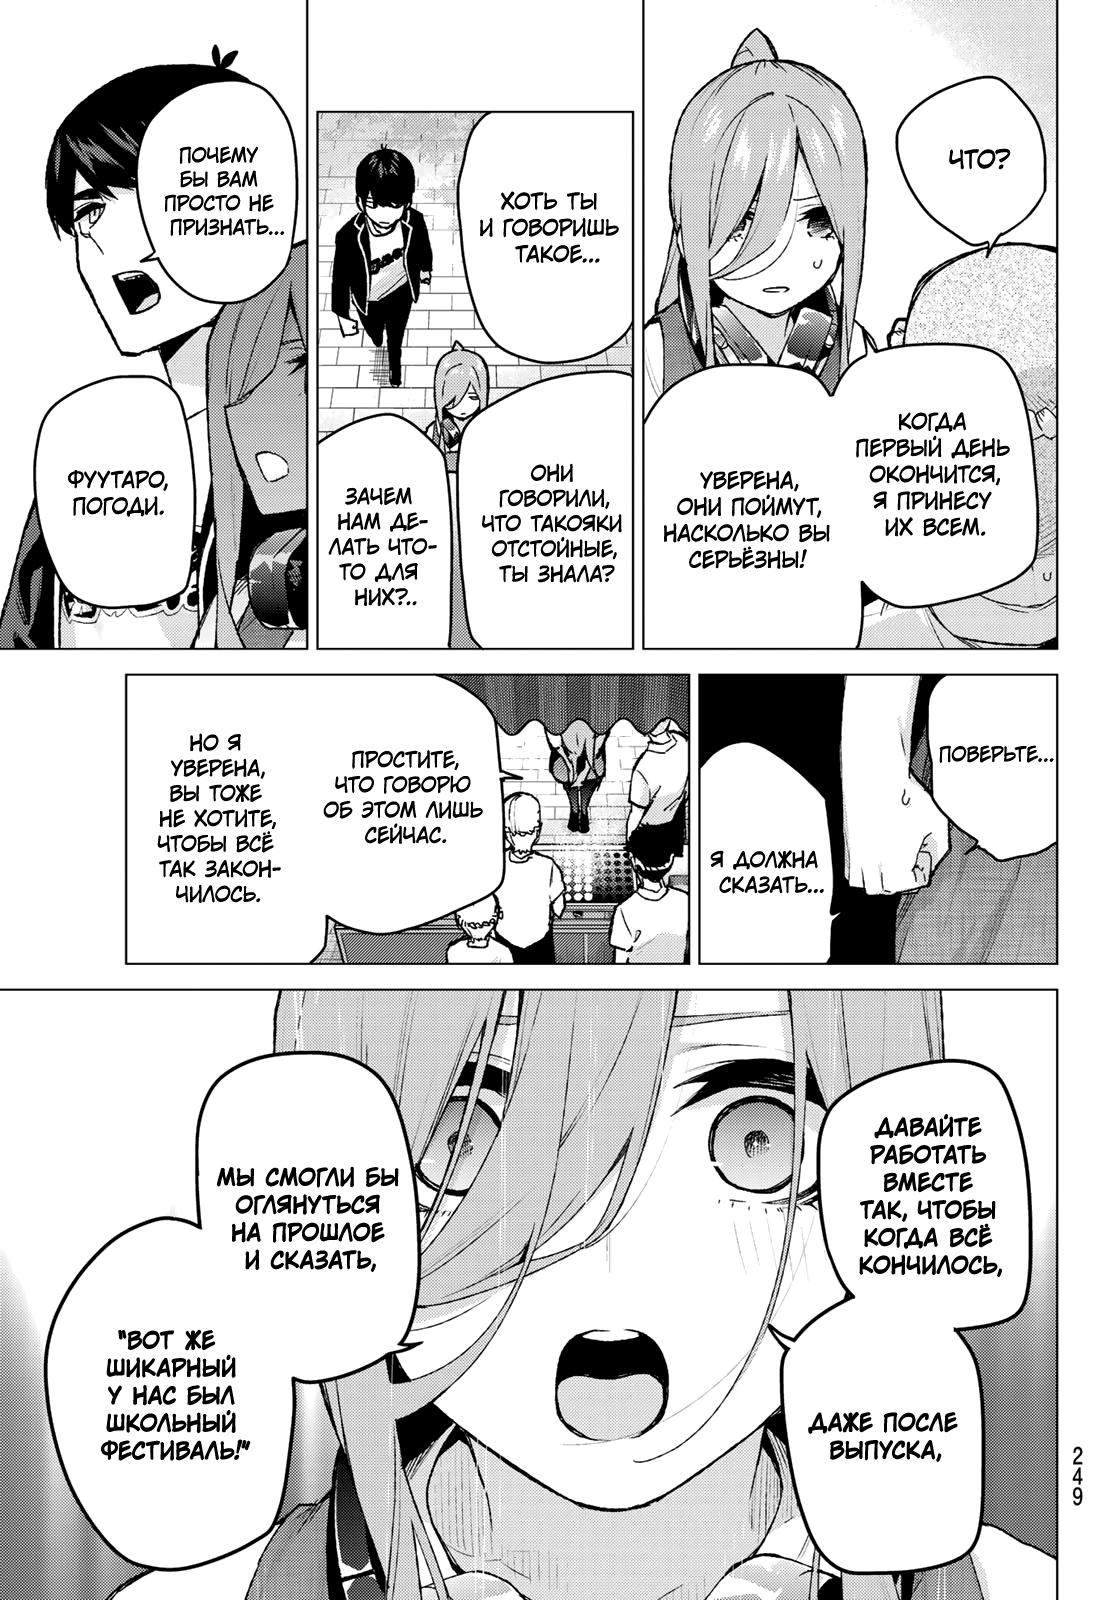 ЧТО?
КОГДА
ПЕРВЫЙ ДЕНЬ
ОКОНЧИТСЯ,
Я ПРИНЕСУ
ИХ ВСЕМ.
УВЕРЕНА,
ОНИ ПОЙМУТ,
НАСКОЛЬКО ВЫ
СЕРЬЁЗНЫ!
ХОТЬ ТЫ
И ГОВОРИШЬ
ТАКОЕ...
ОНИ
ГОВОРИЛИ,
ЧТО ТАКОЯКИ
ОТСТОЙНЫЕ,
ТЫ ЗНАЛА?
ЗАЧЕМ
НАМ ДЕ-
ЛАТЬ ЧТО-
ТО ДЛЯ
НИХ?..
ПОЧЕМУ
БЫ ВАМ
ПРОСТО НЕ
ПРИЗНАТЬ...
ФУУТАРО,
ПОГОДИ.
ПОВЕРЬТЕ...
Я ДОЛЖНА
СКАЗАТЬ...
ПРОСТИТЕ,
ЧТО ГОВОРЮ
ОБ ЭТОМ ЛИШЬ
СЕЙЧАС.
НО Я
УВЕРЕНА,
ВЫ ТОЖЕ
НЕ ХОТИТЕ,
ЧТОБЫ ВСЁ
ТАК ЗАКОН-
ЧИЛОСЬ.
ДАВАЙТЕ
РАБОТАТЬ
ВМЕСТЕ
ТАК, ЧТОБЫ
КОГДА ВСЁ
КОНЧИЛОСЬ,
ДАЖЕ ПОСЛЕ
ВЫПУСКА,
МЫ СМОГЛИ БЫ
ОГЛЯНУТЬСЯ
НА ПРОШЛОЕ
И СКАЗАТЬ,
"ВОТ ЖЕ
ШИКАРНЫЙ
У НАС БЫЛ
ШКОЛЬНЫЙ
ФЕСТИВАЛЬ!"
249